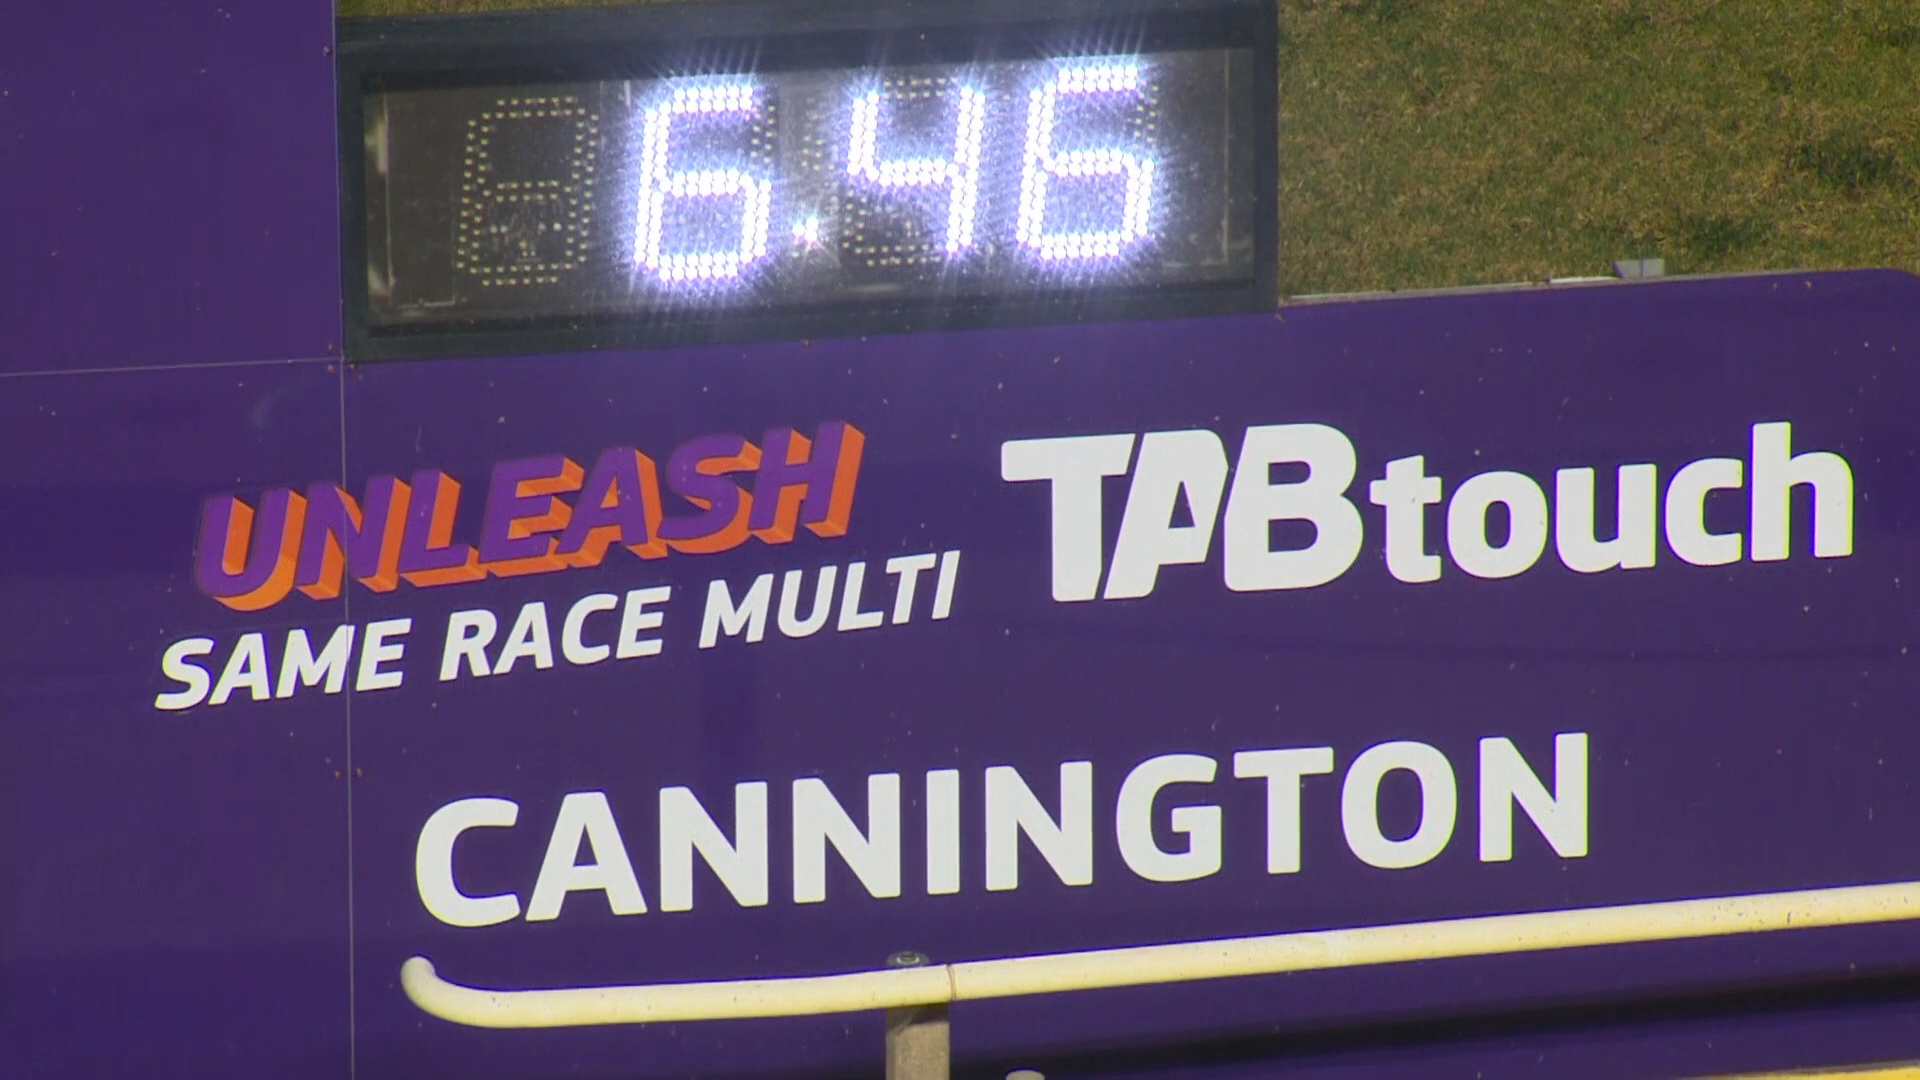 6.46
UNLEASH
SAME RACE MULTI
TABtouch
CANNINGTON